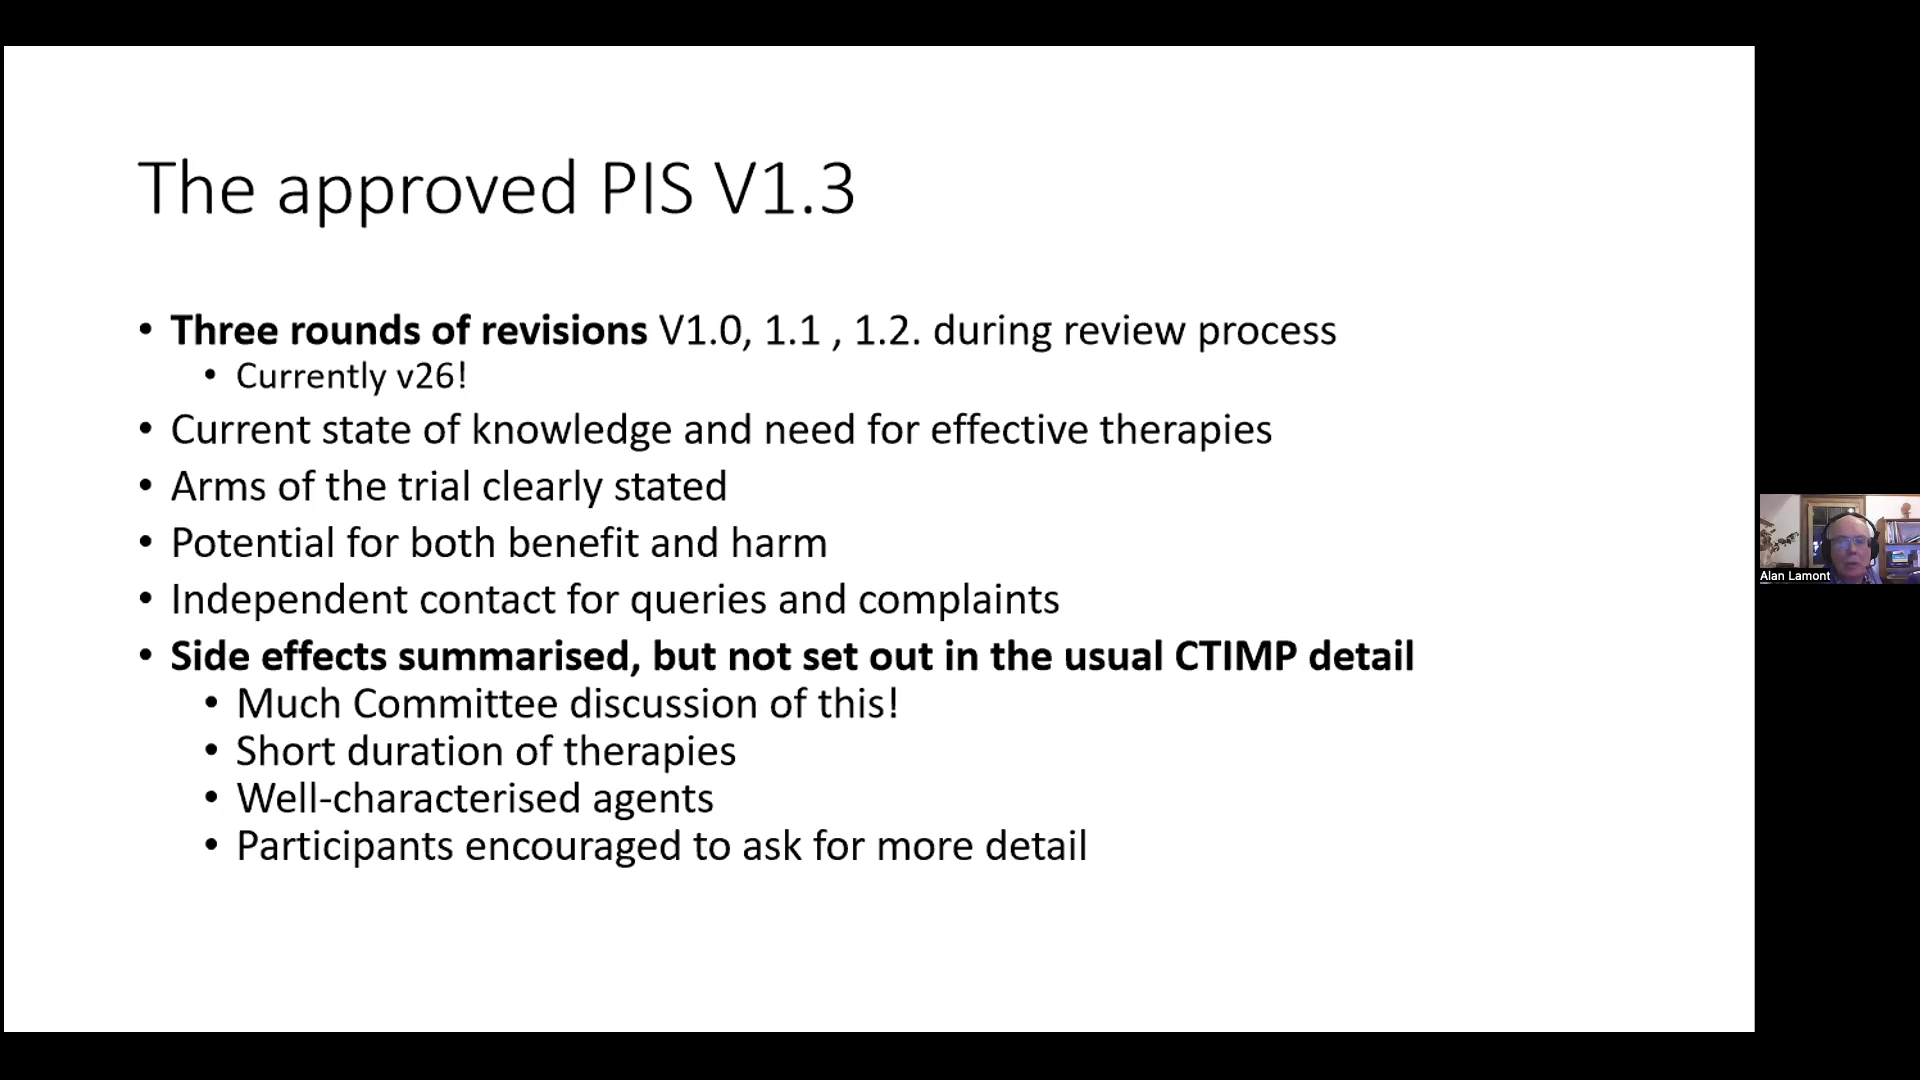 The approved PIS V1.3
• Three rounds of revisions V1.0, 1.1 , 1.2. during review process
• Currently v26!
• Current state of knowledge and need for effective therapies
• Arms of the trial clearly stated
• Potential for both benefit and harm
• Independent contact for queries and complaints
• Side effects summarised, but not set out in the usual CTIMP detail
• Much Committee discussion of this!
• Short duration of therapies
• Well-characterised agents
• Participants encouraged to ask for more detail
Alan Lamont